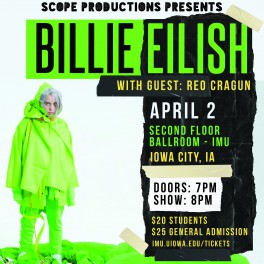 SCOPE PRODUCTIONS PRESENTS
BILLIE EILISH
WITH GUEST: REO CRAGUN
APRIL 2
SECOND FLOOR
BALLROOM - IMU
IOWA CITY, IA
DOORS: 7PM
SHOW: 8PM
$20 STUDENTS
$25 GENERAL ADMISSION
IMU.UIOWA.EDU/TICKETS